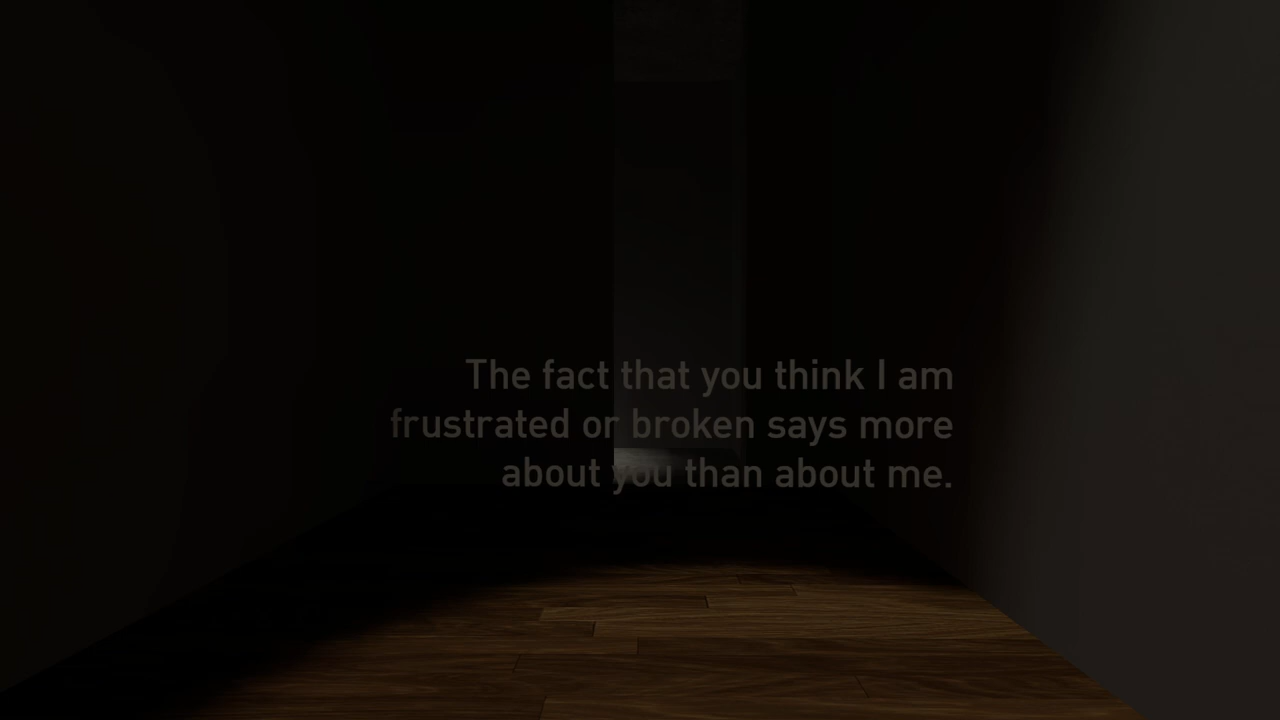 The fact that you think I am
frustrated or broken says more
about you than about me.